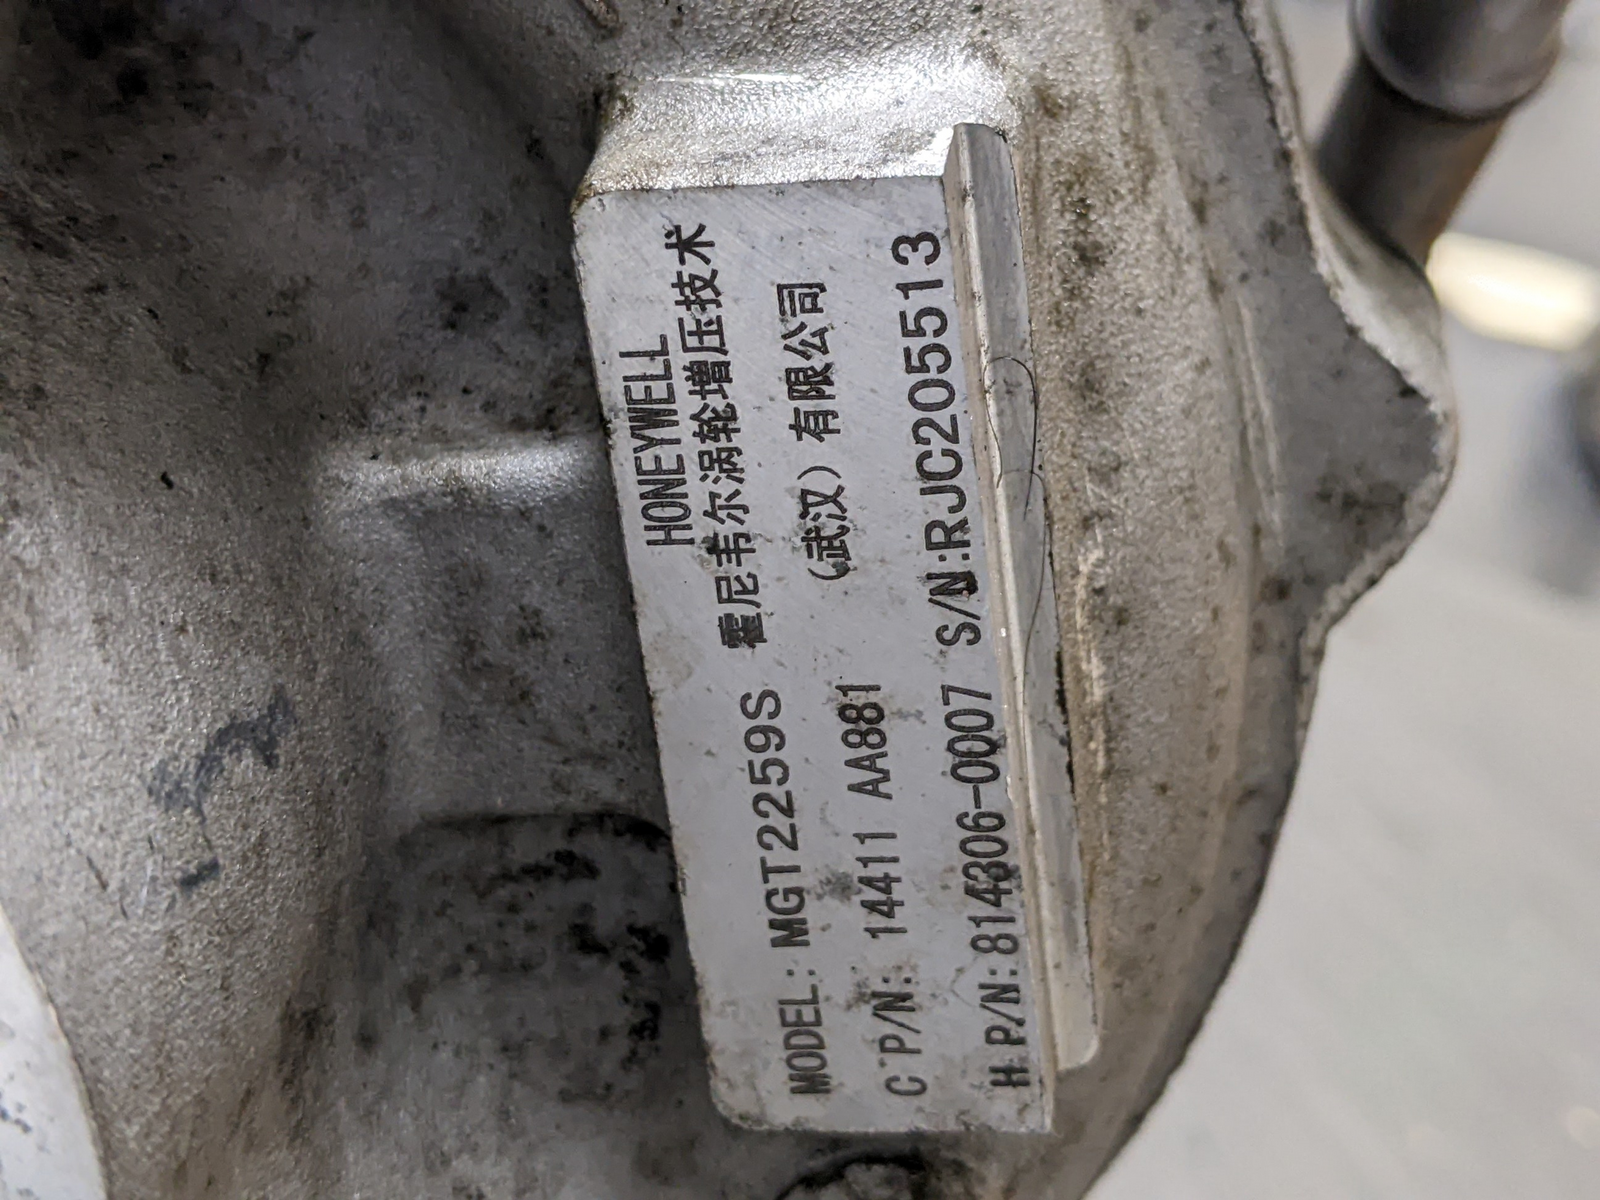 HONEYWELL
MODEL: MGT2259S 霍尼韦尔涡轮增压技术
C P/N: 14411 AA881 (武汉) 有限公司
H P/N:814306-0007 S/N:RJC205513